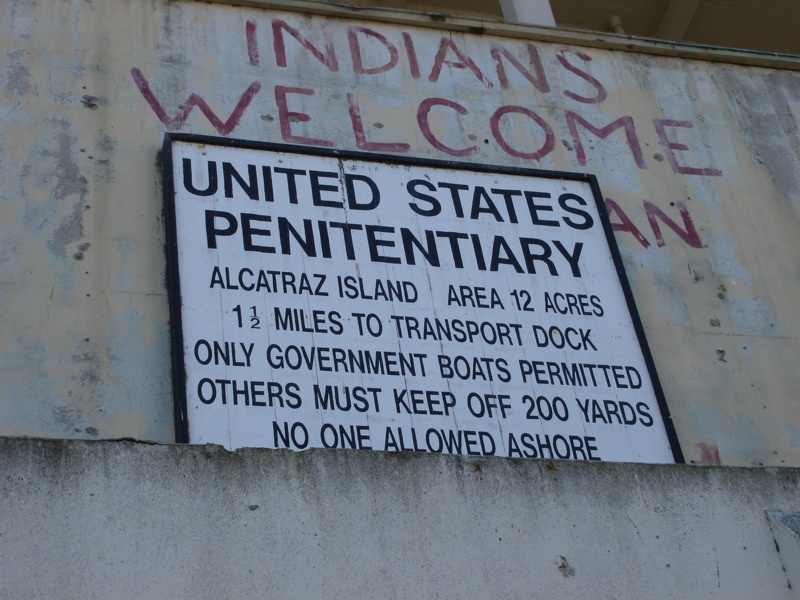 INDIANS
WELCOME
AN
UNITED STATES
PENITENTIARY
ALCATRAZ ISLAND AREA 12 ACRES
1½ MILES TO TRANSPORT DOCK
ONLY GOVERNMENT BOATS PERMITTED
OTHERS MUST KEEP OFF 200 YARDS
NO ONE ALLOWED ASHORE